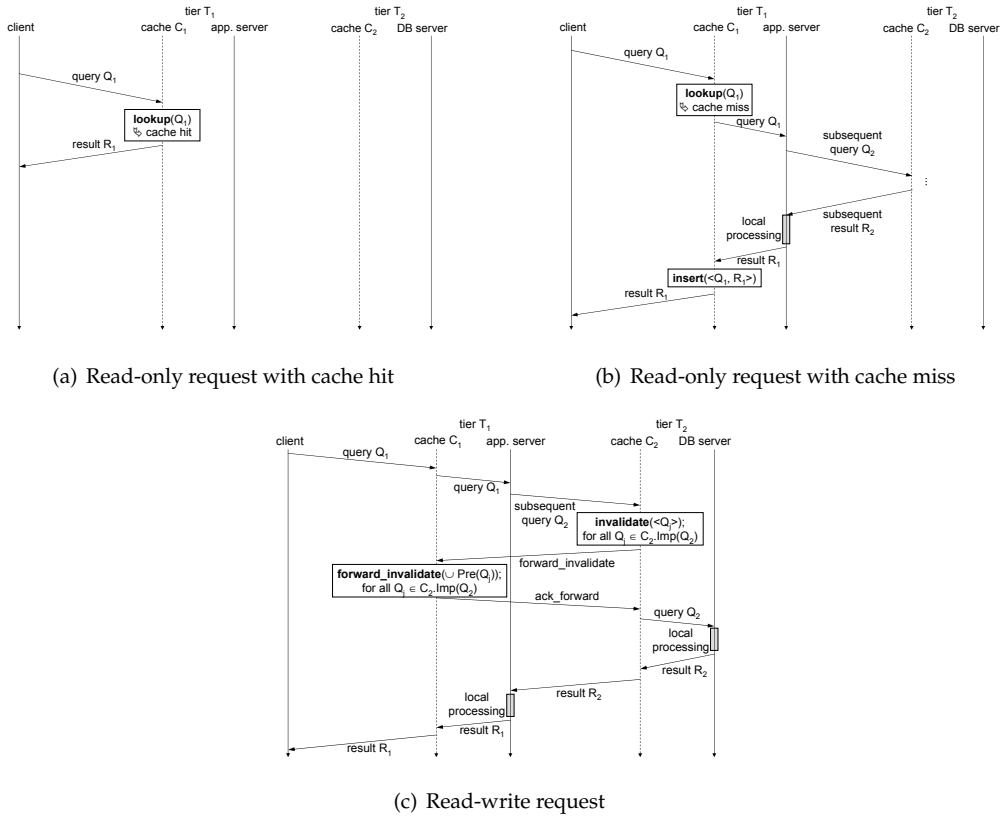 tier T₁ tier T₂
client cache C₁ app. server cache C₂ DB server
query Q₁
lookup(Q₁)
⤷ cache hit
result R₁
(a) Read-only request with cache hit
tier T₁ tier T₂
client cache C₁ app. server cache C₂ DB server
query Q₁
lookup(Q₁)
⤷ cache miss
query Q₁
subsequent
query Q₂
⋮
local
processing
subsequent
result R₂
result R₁
insert(<Q₁, R₁>)
result R₁
(b) Read-only request with cache miss
tier T₁ tier T₂
client cache C₁ app. server cache C₂ DB server
query Q₁
query Q₁
subsequent
query Q₂
invalidate(<Qⱼ>);
for all Qⱼ ∈ C₂.Imp(Q₂)
forward_invalidate
forward_invalidate(∪ Pre(Qⱼ));
for all Qⱼ ∈ C₂.Imp(Q₂)
ack_forward
query Q₂
local
processing
result R₂
result R₂
local
processing
result R₁
result R₁
(c) Read-write request